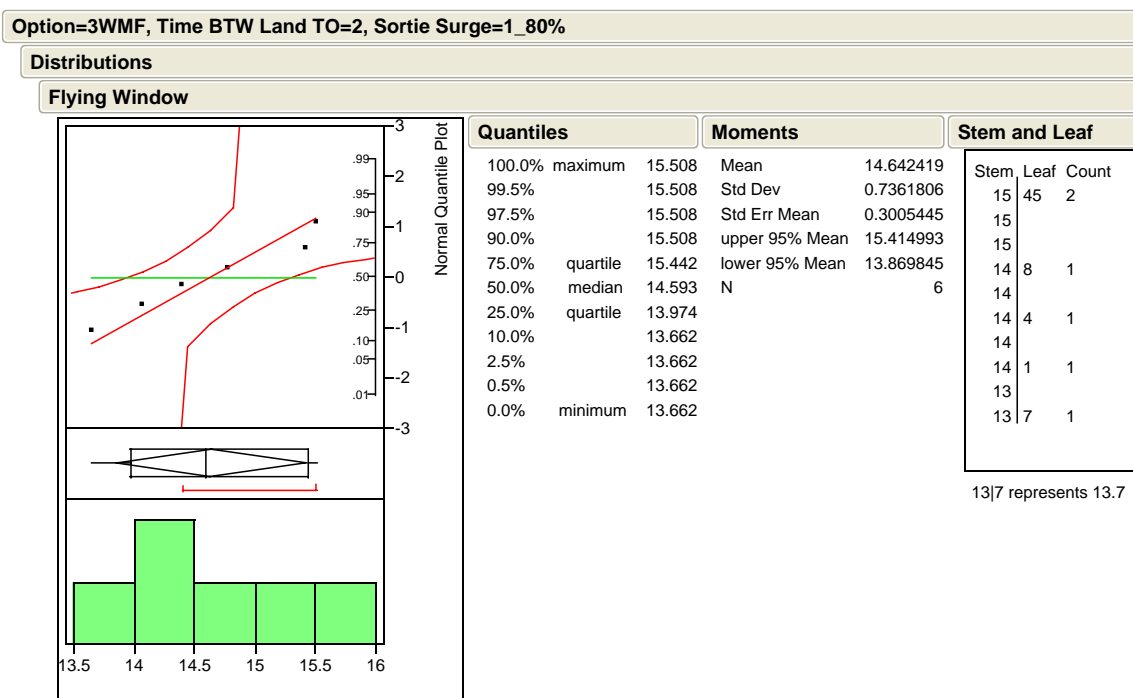 Option=3WMF, Time BTW Land TO=2, Sortie Surge=1_80%
Distributions
Flying Window
3
2
1
0
-1
-2
-3
.99
.95
.90
.75
.50
.25
.10
.05
.01
Normal Quantile Plot
13.5 14 14.5 15 15.5 16
Quantiles
100.0% maximum 15.508
99.5% 15.508
97.5% 15.508
90.0% 15.508
75.0% quartile 15.442
50.0% median 14.593
25.0% quartile 13.974
10.0% 13.662
2.5% 13.662
0.5% 13.662
0.0% minimum 13.662
Moments
Mean 14.642419
Std Dev 0.7361806
Std Err Mean 0.3005445
upper 95% Mean 15.414993
lower 95% Mean 13.869845
N 6
Stem and Leaf
Stem Leaf Count
15 45 2
15
15
14 8 1
14
14 4 1
14
14 1 1
13
13 7 1
13|7 represents 13.7